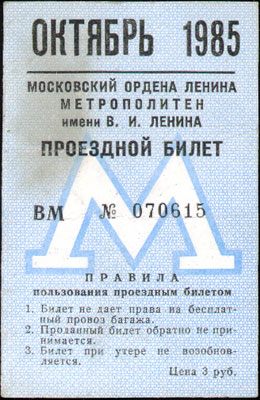 ОКТЯБРЬ 1985
МОСКОВСКИЙ ОРДЕНА ЛЕНИНА
МЕТРОПОЛИТЕН
имени В. И. ЛЕНИНА
ПРОЕЗДНОЙ БИЛЕТ
М
ВМ № 070615
ПРАВИЛА
пользования проездным билетом
1. Билет не дает права на бесплат-
ный провоз багажа.
2. Проданный билет обратно не при-
нимается.
3. Билет при утере не возобнов-
ляется.
Цена 3 руб.